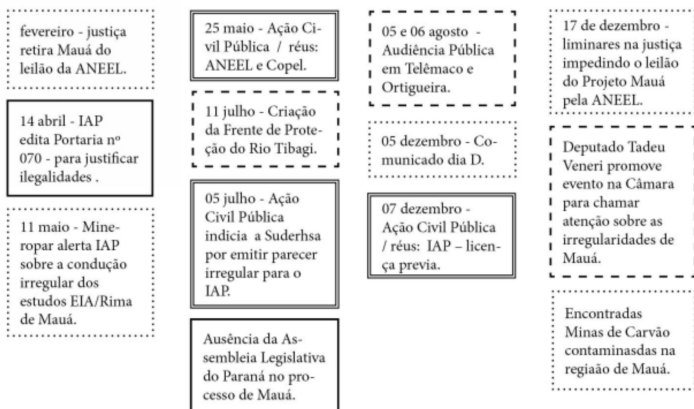 fevereiro - justiça
retira Mauá do
leilão da ANEEL.
14 abril - IAP
edita Portaria nº
070 - para justificar
ilegalidades .
11 maio - Mine-
ropar alerta IAP
sobre a condução
irregular dos
estudos EIA/Rima
de Mauá.
25 maio - Ação Ci-
vil Pública / réus:
ANEEL e Copel.
11 julho - Criação
da Frente de Prote-
ção do Rio Tibagi.
05 julho - Ação
Civil Pública
indicia a Suderhsa
por emitir parecer
irregular para o
IAP.
Ausência da As-
sembleia Legislativa
do Paraná no pro-
cesso de Mauá.
05 e 06 agosto -
Audiência Pública
em Telêmaco e
Ortigueira.
05 dezembro - Co-
municado dia D.
07 dezembro -
Ação Civil Pública
/ réus: IAP – licen-
ça previa.
17 de dezembro -
liminares na justiça
impedindo o leilão
do Projeto Mauá
pela ANEEL.
Deputado Tadeu
Veneri promove
evento na Câmara
para chamar
atenção sobre as
irregularidades de
Mauá.
Encontradas
Minas de Carvão
contaminasdas na
regiaão de Mauá.